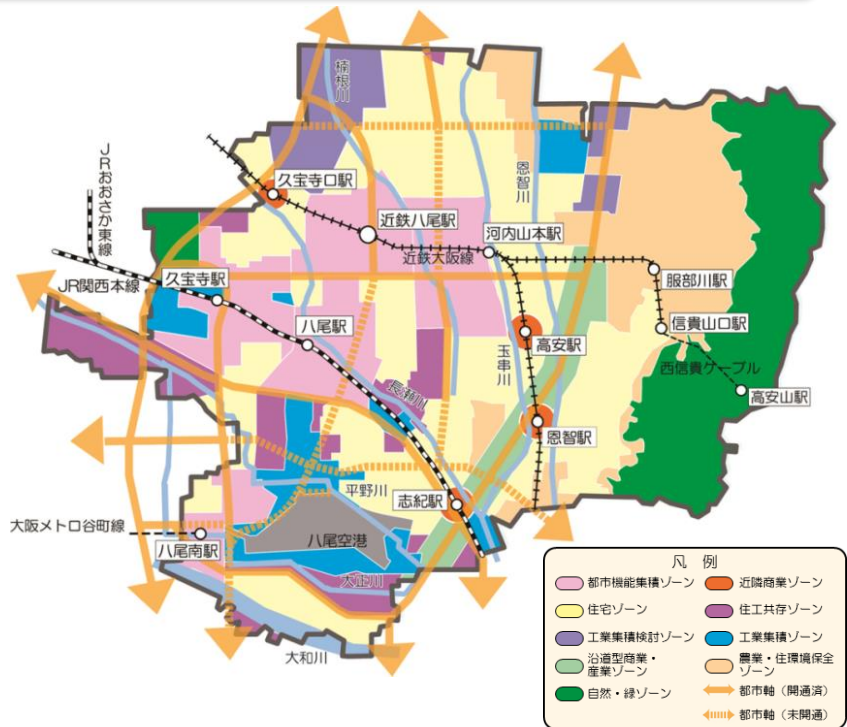 楠根川
恩智川
JRおおさか東線
久宝寺口駅
近鉄八尾駅
河内山本駅
近鉄大阪線
JR関西本線
久宝寺駅
服部川駅
八尾駅
信貴山口駅
高安駅
玉串川
西信貴ケーブル
長瀬川
高安山駅
恩智駅
平野川
志紀駅
大阪メトロ谷町線
八尾南駅
八尾空港
大正川
大和川
凡 例
都市機能集積ゾーン
近隣商業ゾーン
住宅ゾーン
住工共存ゾーン
工業集積検討ゾーン
工業集積ゾーン
沿道型商業・
産業ゾーン
農業・住環境保全
ゾーン
自然・緑ゾーン
都市軸（開通済）
都市軸（未開通）